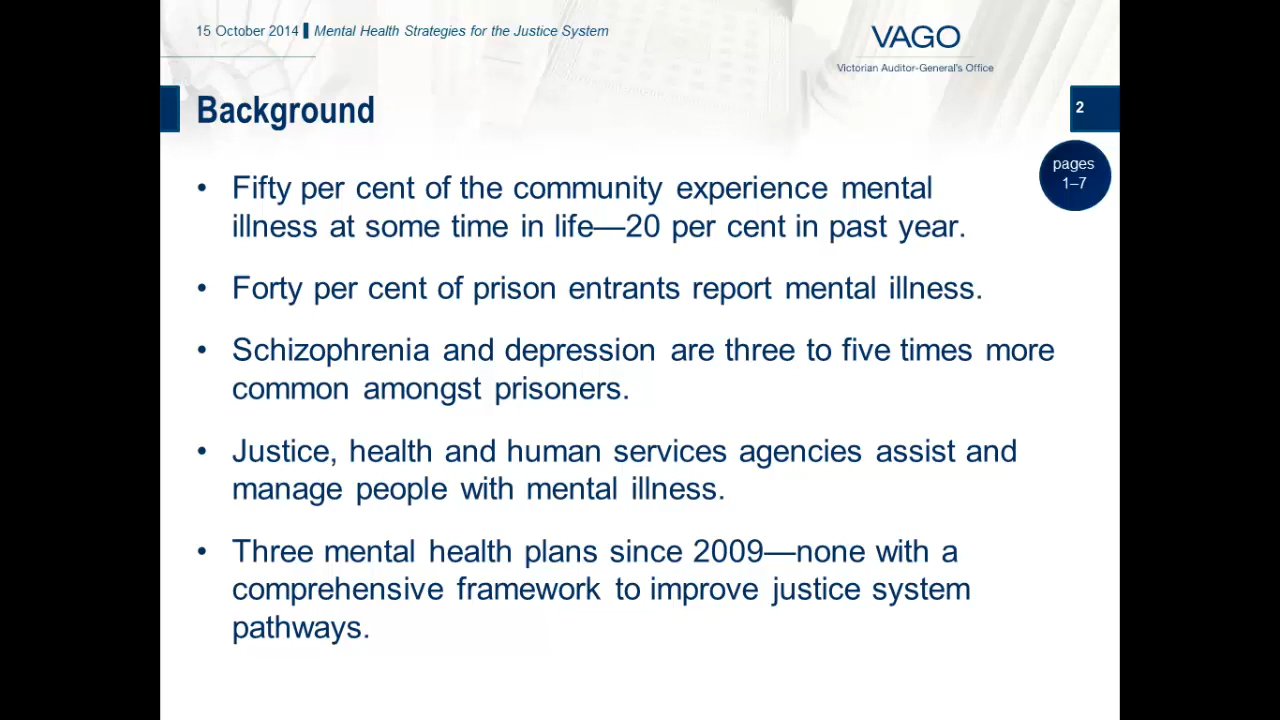 15 October 2014 Mental Health Strategies for the Justice System
VAGO
Victorian Auditor-General's Office
Background
2
pages
1–7
• Fifty per cent of the community experience mental
illness at some time in life—20 per cent in past year.
• Forty per cent of prison entrants report mental illness.
• Schizophrenia and depression are three to five times more
common amongst prisoners.
• Justice, health and human services agencies assist and
manage people with mental illness.
• Three mental health plans since 2009—none with a
comprehensive framework to improve justice system
pathways.